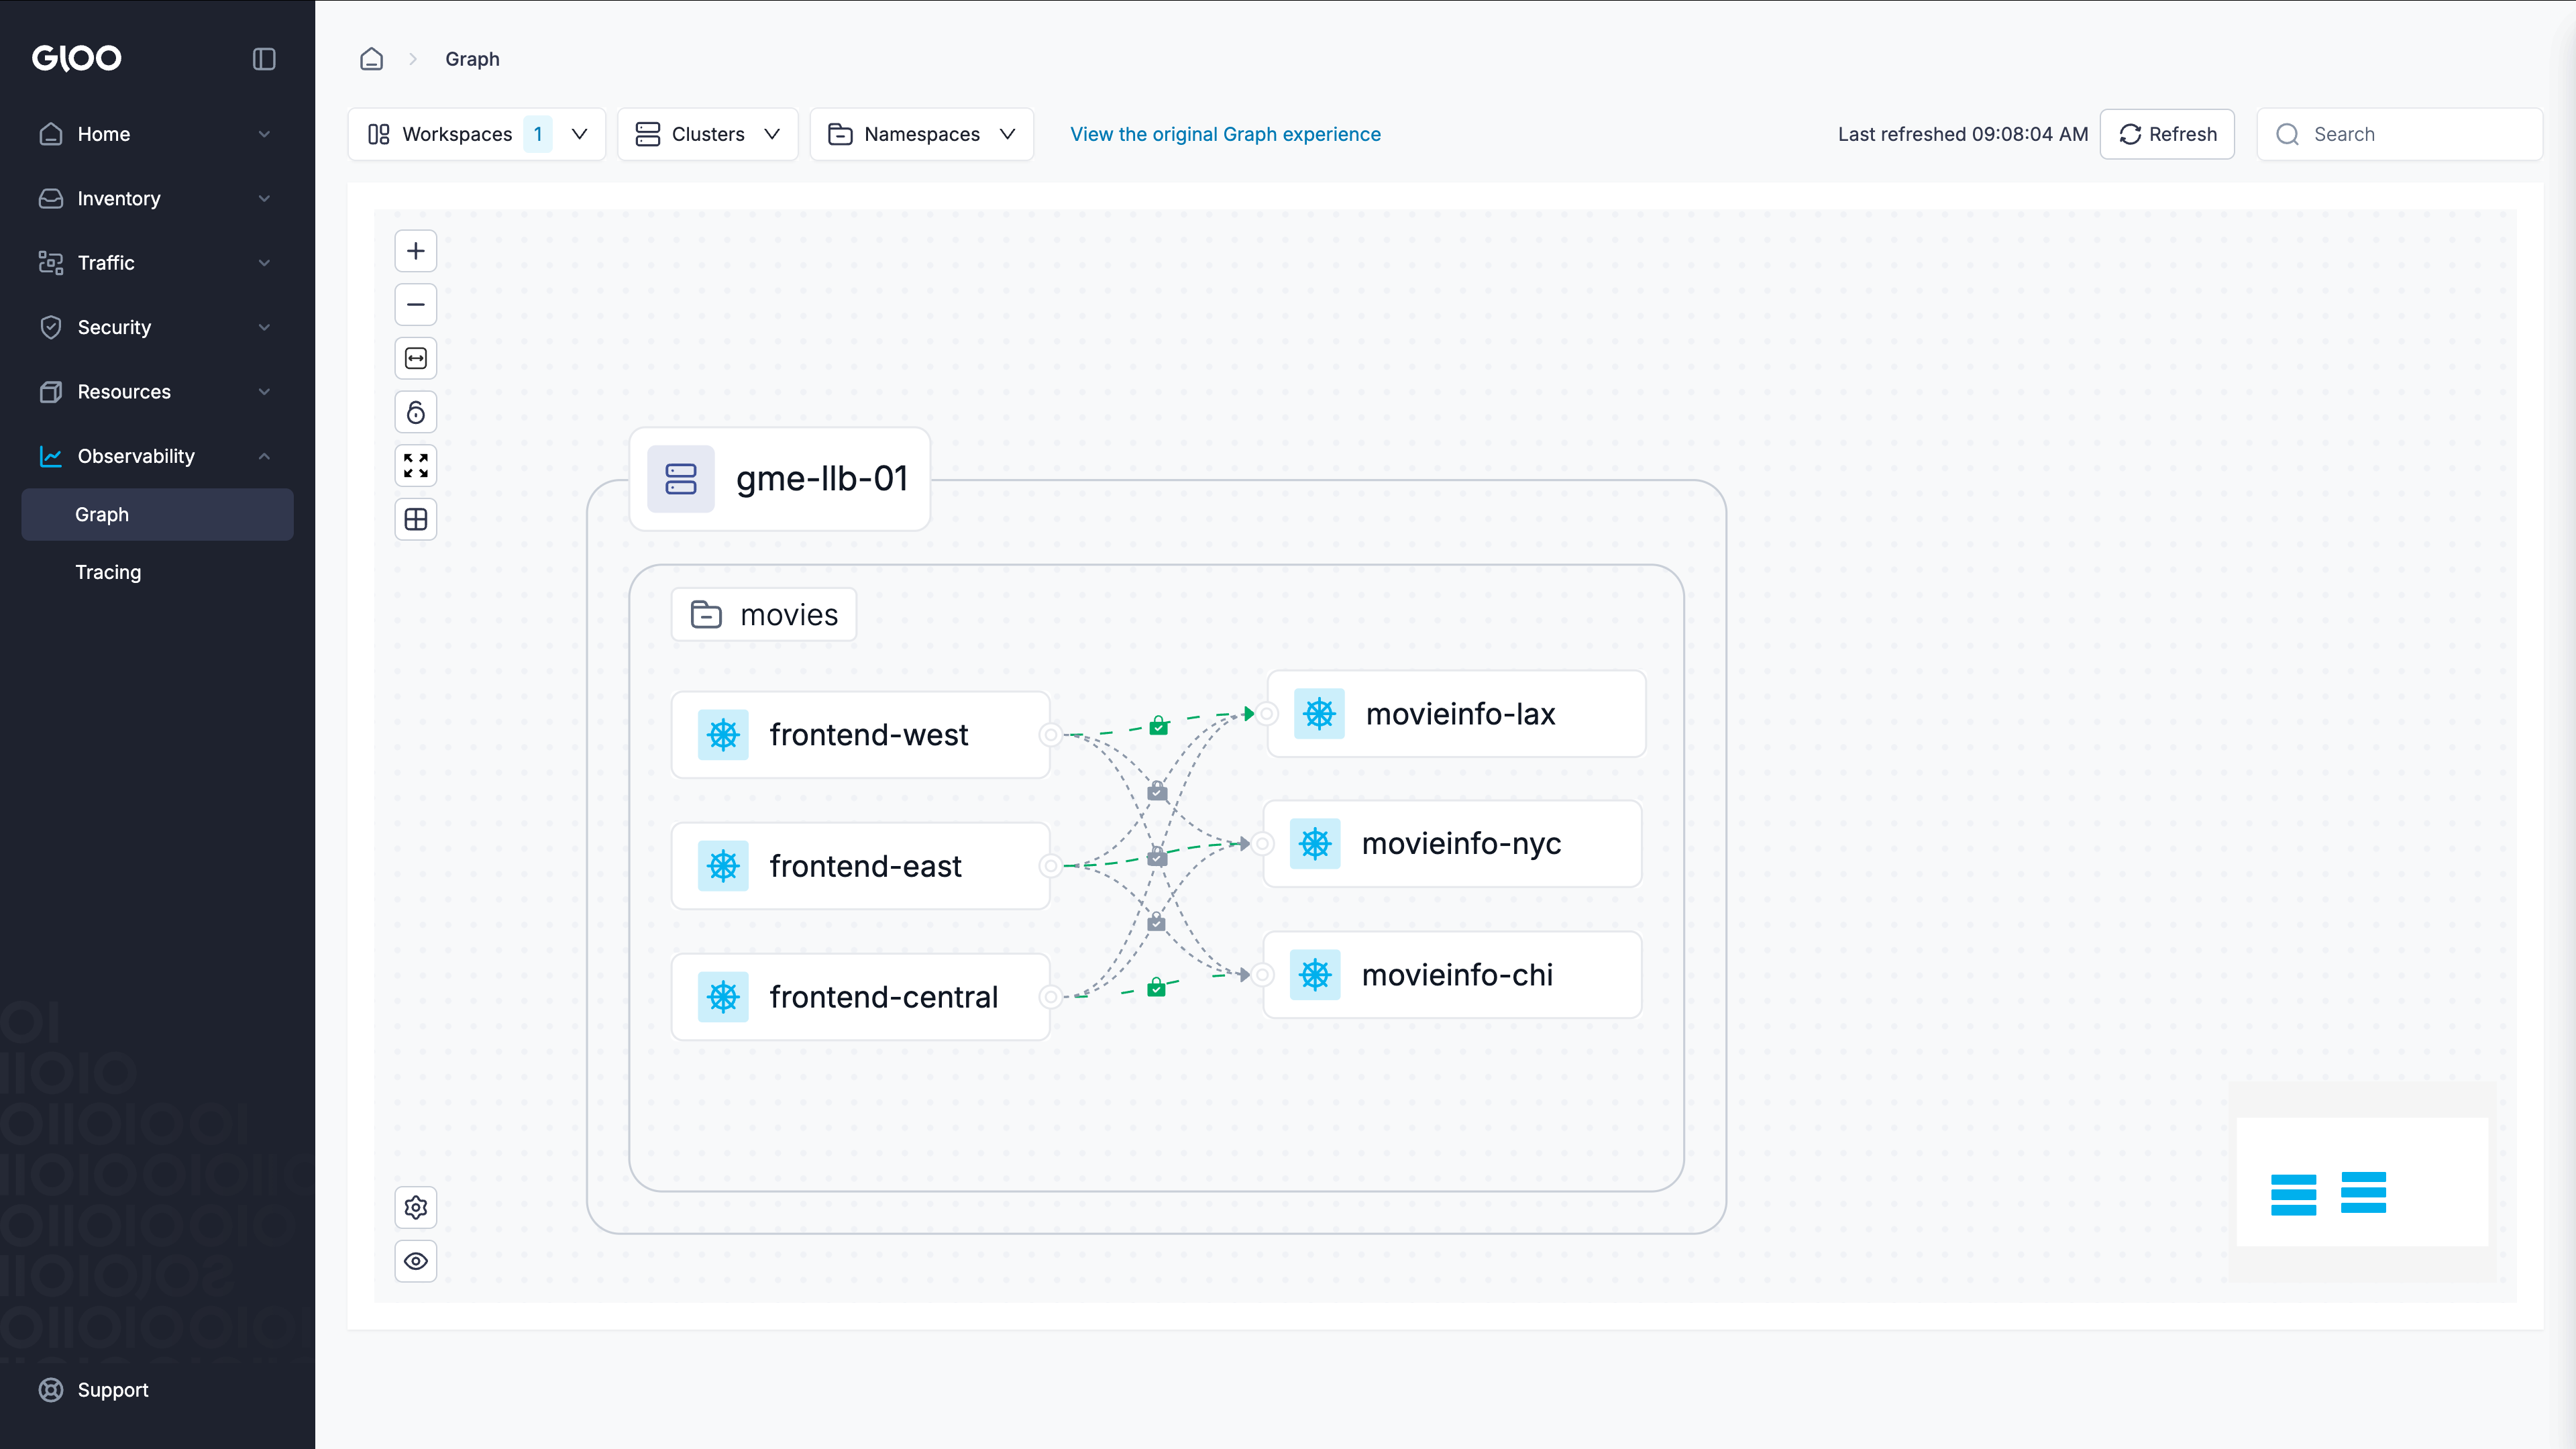 GLOO
Home
Inventory
Traffic
Security
Resources
Observability
Graph
Tracing
Support
Graph
Workspaces 1
Clusters
Namespaces
View the original Graph experience
Last refreshed 09:08:04 AM
Refresh
Search
gme-llb-01
movies
frontend-west
frontend-east
frontend-central
movieinfo-lax
movieinfo-nyc
movieinfo-chi